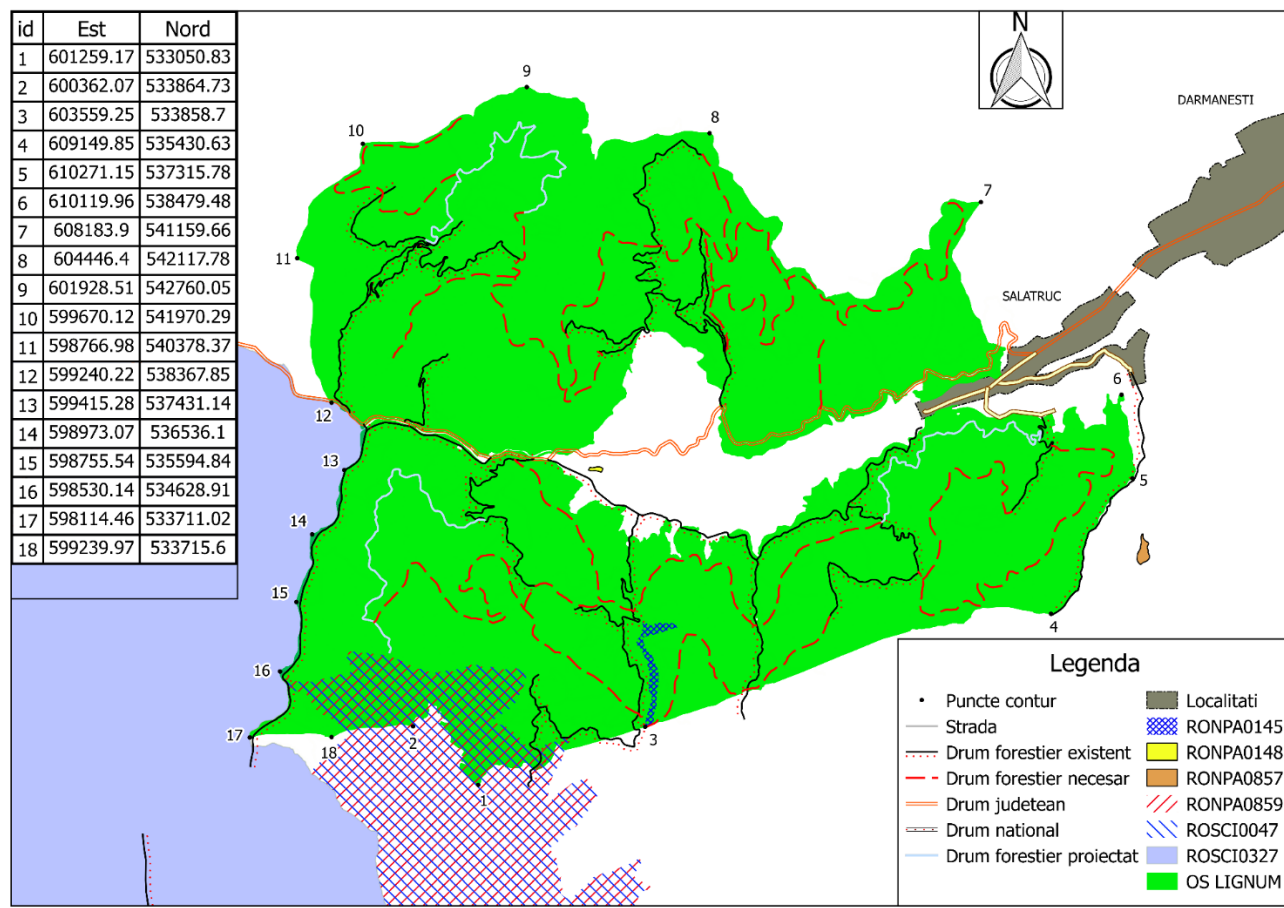 id Est Nord
1 601259.17 533050.83
2 600362.07 533864.73
3 603559.25 533858.7
4 609149.85 535430.63
5 610271.15 537315.78
6 610119.96 538479.48
7 608183.9 541159.66
8 604446.4 542117.78
9 601928.51 542760.05
10 599670.12 541970.29
11 598766.98 540378.37
12 599240.22 538367.85
13 599415.28 537431.14
14 598973.07 536536.1
15 598755.54 535594.84
16 598530.14 534628.91
17 598114.46 533711.02
18 599239.97 533715.6
N
9
DARMANESTI
8
10
7
11
SALATRUC
6
12
13
5
14
15
4
16
17
18
2
3
1
Legenda
Puncte contur
Strada
Drum forestier existent
Drum forestier necesar
Drum judetean
Drum national
Drum forestier proiectat
Localitati
RONPA0145
RONPA0148
RONPA0857
RONPA0859
ROSCI0047
ROSCI0327
OS LIGNUM